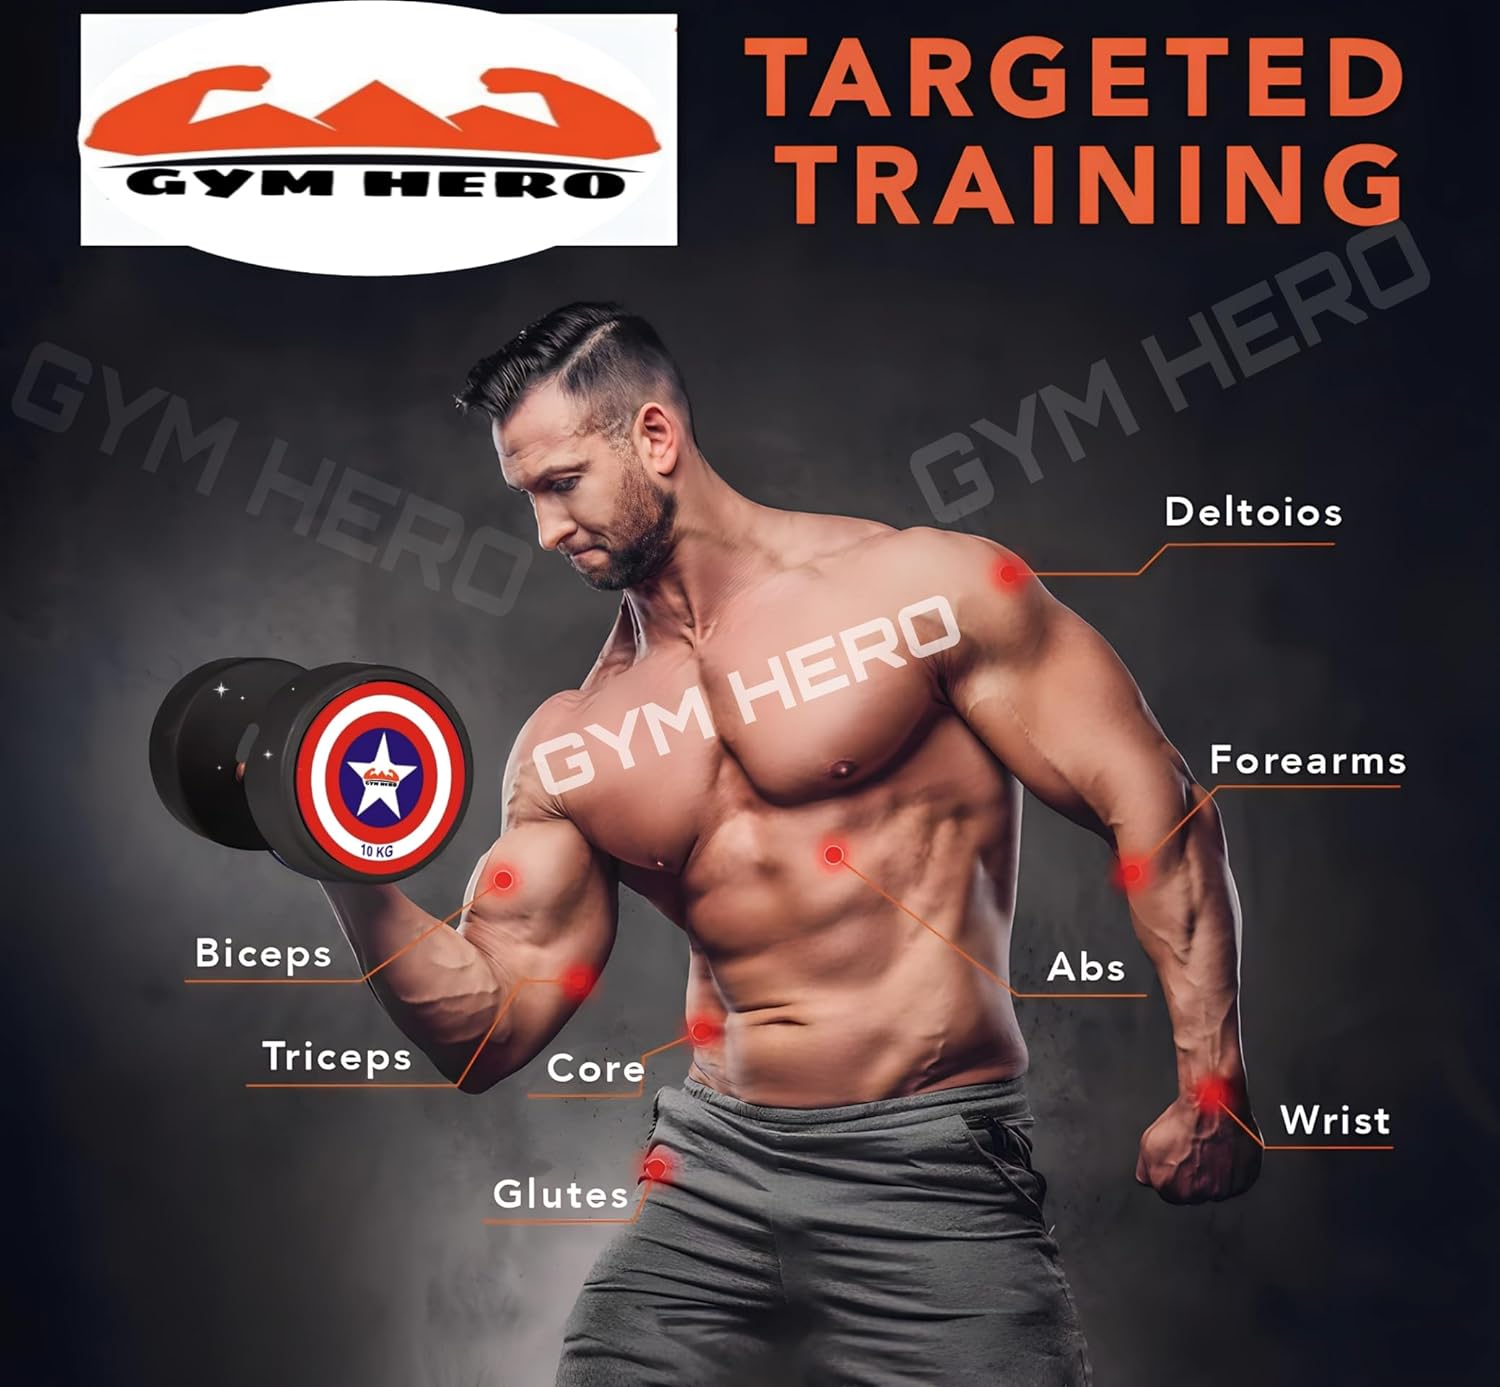 GYM HERO
TARGETED
TRAINING
GYM HERO
GYM HERO
Deltoios
GYM HERO
Forearms
GYM HERO
10 KG
Biceps
Abs
Triceps
Core
Wrist
Glutes